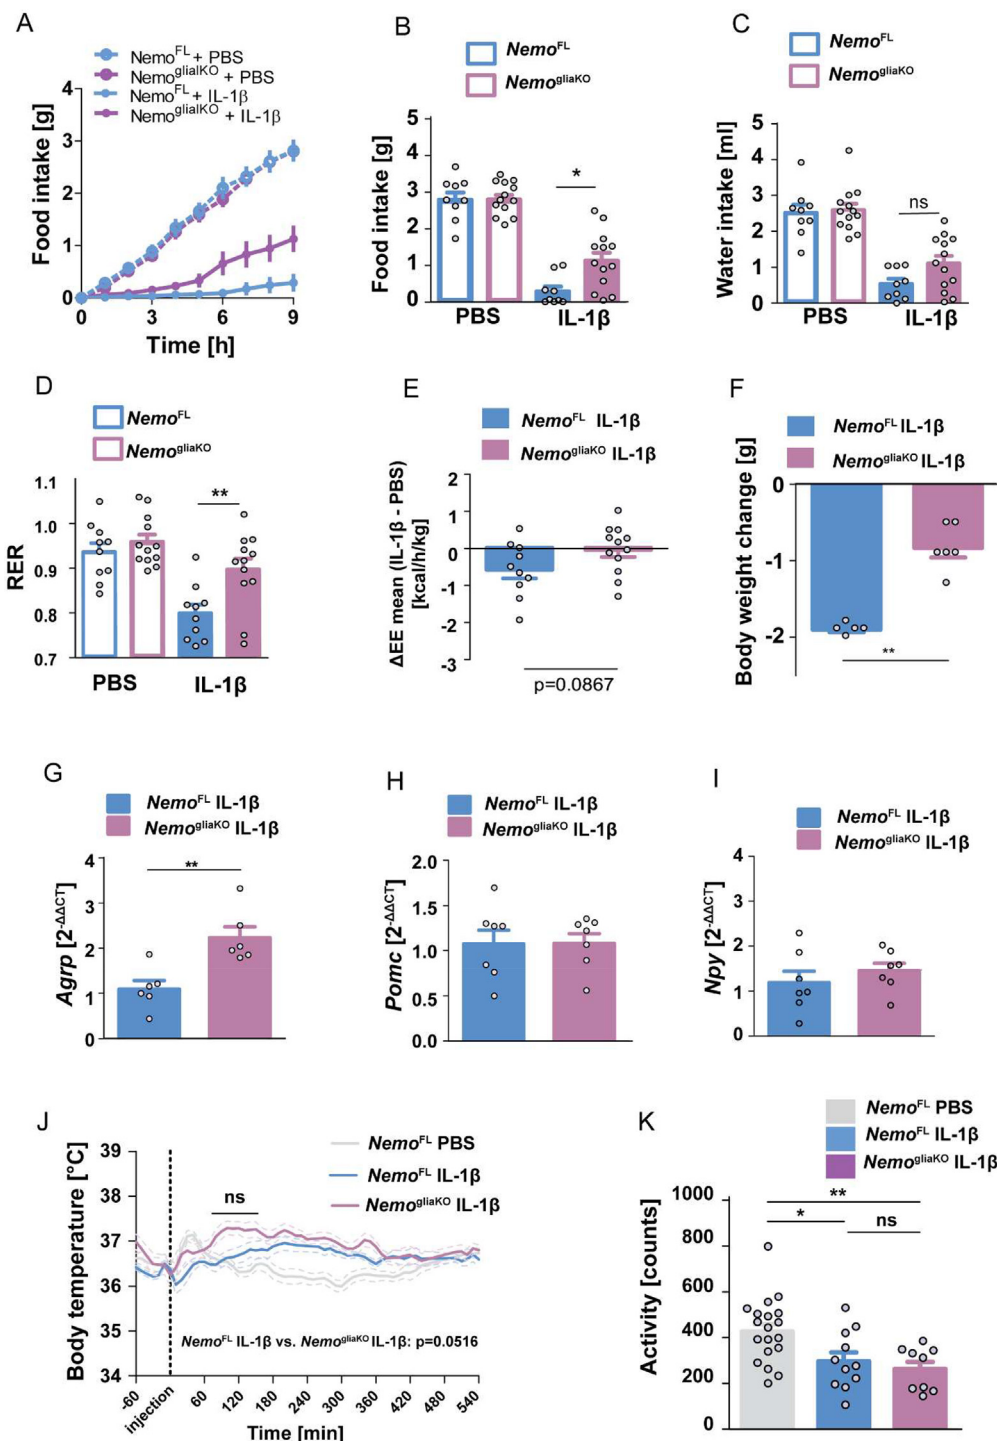 A
Nemo^FL + PBS
Nemo^glialKO + PBS
Nemo^FL + IL-1β
Nemo^glialKO + IL-1β
Food intake [g]
4
3
2
1
0
0 3 6 9
Time [h]
B
Nemo^FL
Nemo^gliaKO
Food intake [g]
5
4
3
2
1
0
*
PBS IL-1β
C
Nemo^FL
Nemo^gliaKO
Water intake [ml]
5
4
3
2
1
0
ns
PBS IL-1β
D
Nemo^FL
Nemo^gliaKO
RER
1.1
1.0
0.9
0.8
0.7
**
PBS IL-1β
E
Nemo^FL IL-1β
Nemo^gliaKO IL-1β
ΔEE mean (IL-1β - PBS)
[kcal/h/kg]
2
1
0
-1
-2
-3
p=0.0867
F
Nemo^FL IL-1β
Nemo^gliaKO IL-1β
Body weight change [g]
0
-1
-2
**
G
Nemo^FL IL-1β
Nemo^gliaKO IL-1β
Agrp [2^-ΔΔCT]
4
3
2
1
0
**
H
Nemo^FL IL-1β
Nemo^gliaKO IL-1β
Pomc [2^-ΔΔCT]
2.0
1.5
1.0
0.5
0.0
I
Nemo^FL IL-1β
Nemo^gliaKO IL-1β
Npy [2^-ΔΔCT]
4
3
2
1
0
J
Nemo^FL PBS
Nemo^FL IL-1β
Nemo^gliaKO IL-1β
Body temperature [°C]
39
38
37
36
35
34
ns
Nemo^FL IL-1β vs. Nemo^gliaKO IL-1β: p=0.0516
-60 injection 60 120 180 240 300 360 420 480 540
Time [min]
K
Nemo^FL PBS
Nemo^FL IL-1β
Nemo^gliaKO IL-1β
Activity [counts]
1000
800
600
400
200
0
**
*
ns